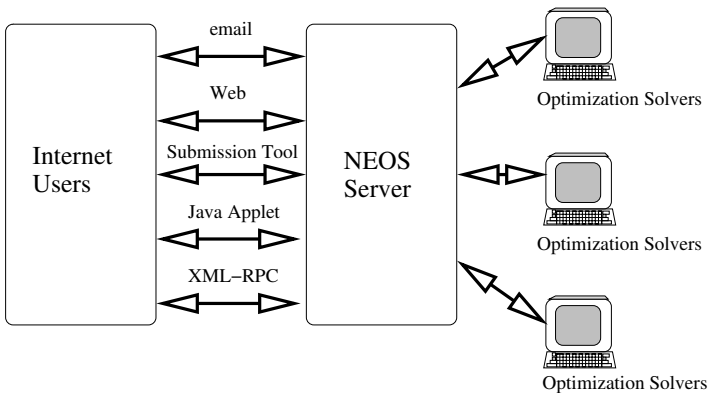 email
Web
Submission Tool
Java Applet
XML−RPC
Internet
Users
NEOS
Server
Optimization Solvers
Optimization Solvers
Optimization Solvers